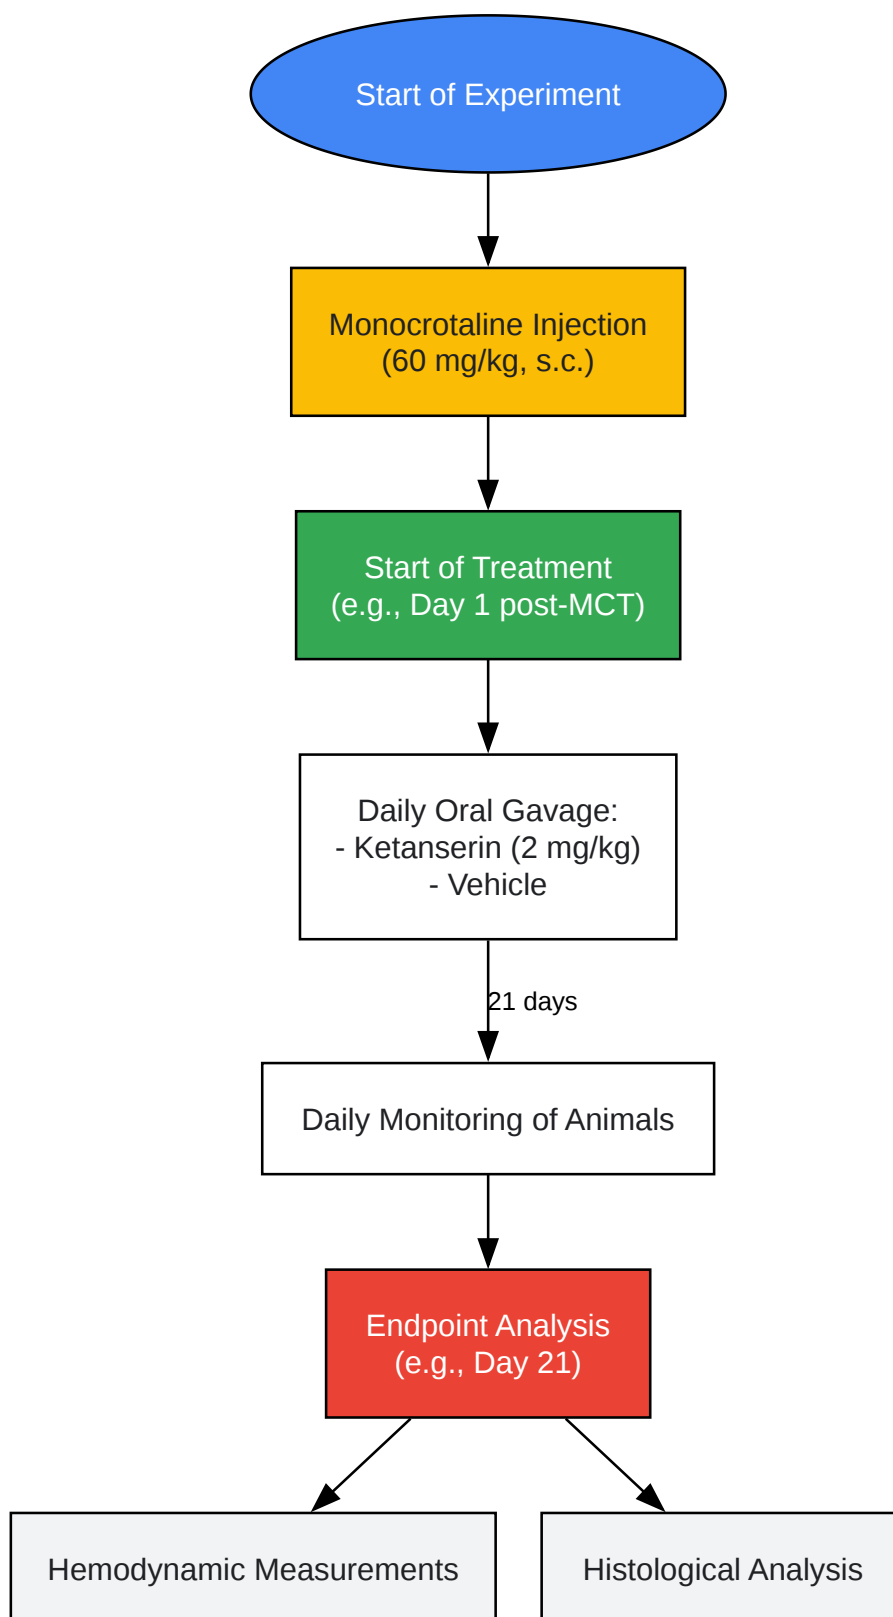 Start of Experiment
Monocrotaline Injection
(60 mg/kg, s.c.)
Start of Treatment
(e.g., Day 1 post-MCT)
Daily Oral Gavage:
- Ketanserin (2 mg/kg)
- Vehicle
21 days
Daily Monitoring of Animals
Endpoint Analysis
(e.g., Day 21)
Hemodynamic Measurements
Histological Analysis